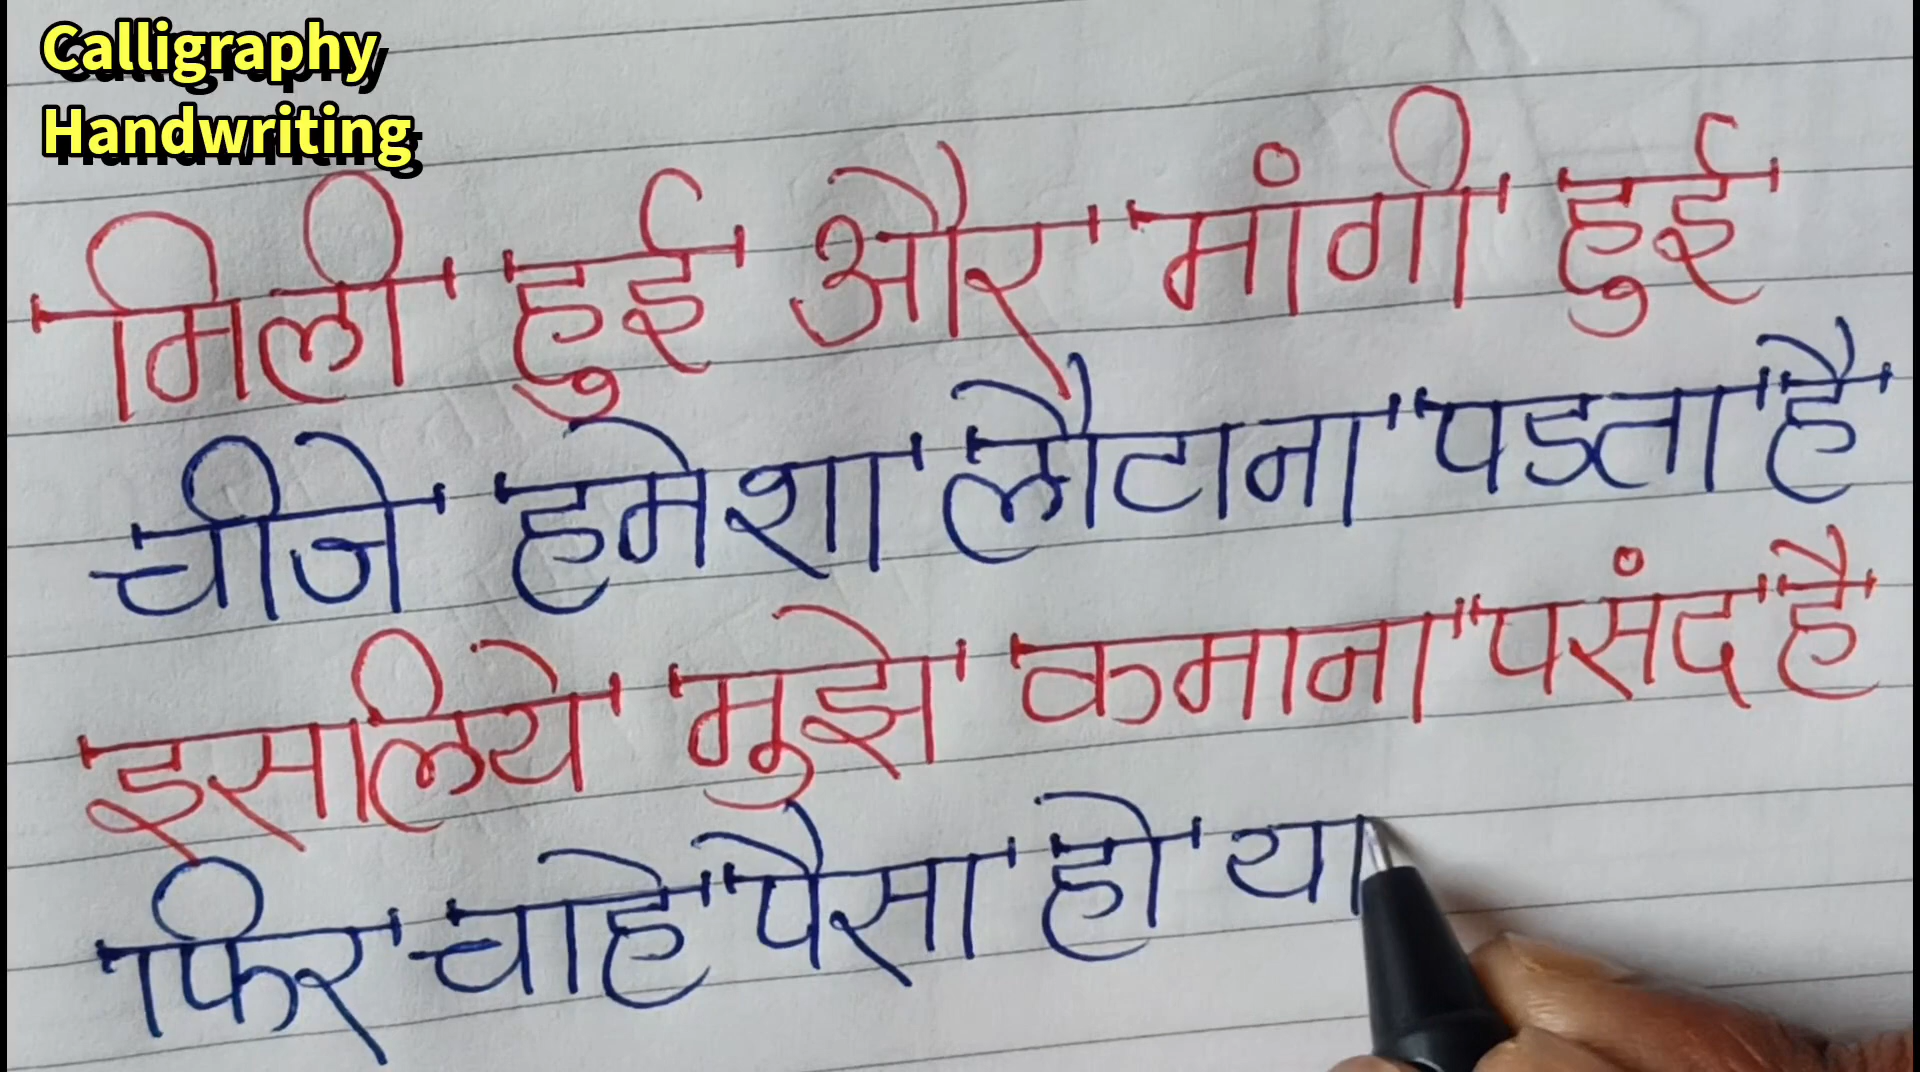 Calligraphy
Handwriting
मिली हुई और मांगी हुई
चीजे हमेशा लौटाना पडता है
इसलिये मुझे कमाना पसंद है
फिर चाहे पैसा हो या